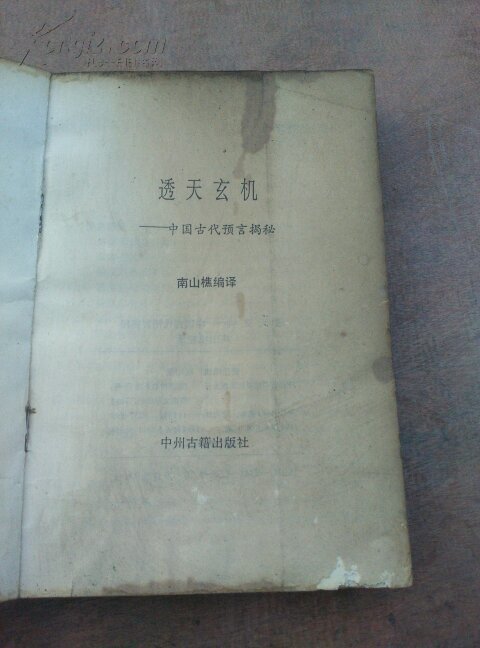 透天玄机
——中国古代预言揭秘
南山樵编译
中州古籍出版社